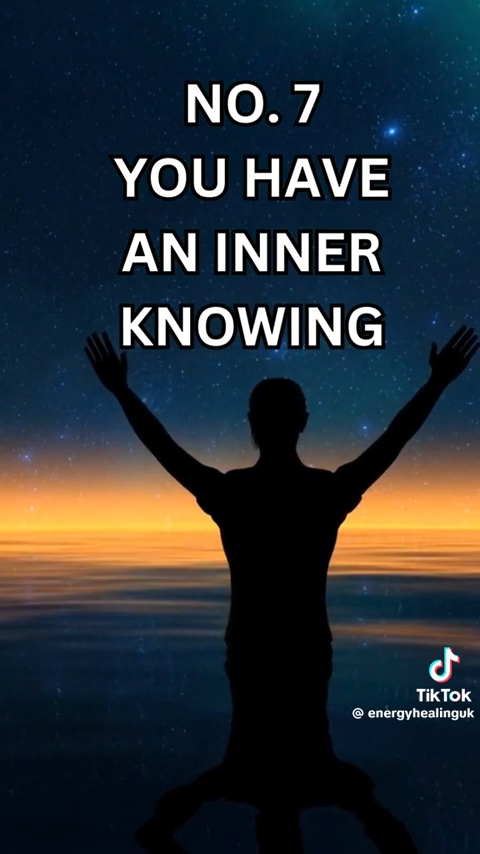 NO. 7
YOU HAVE
AN INNER
KNOWING
TikTok
@ energyhealinguk